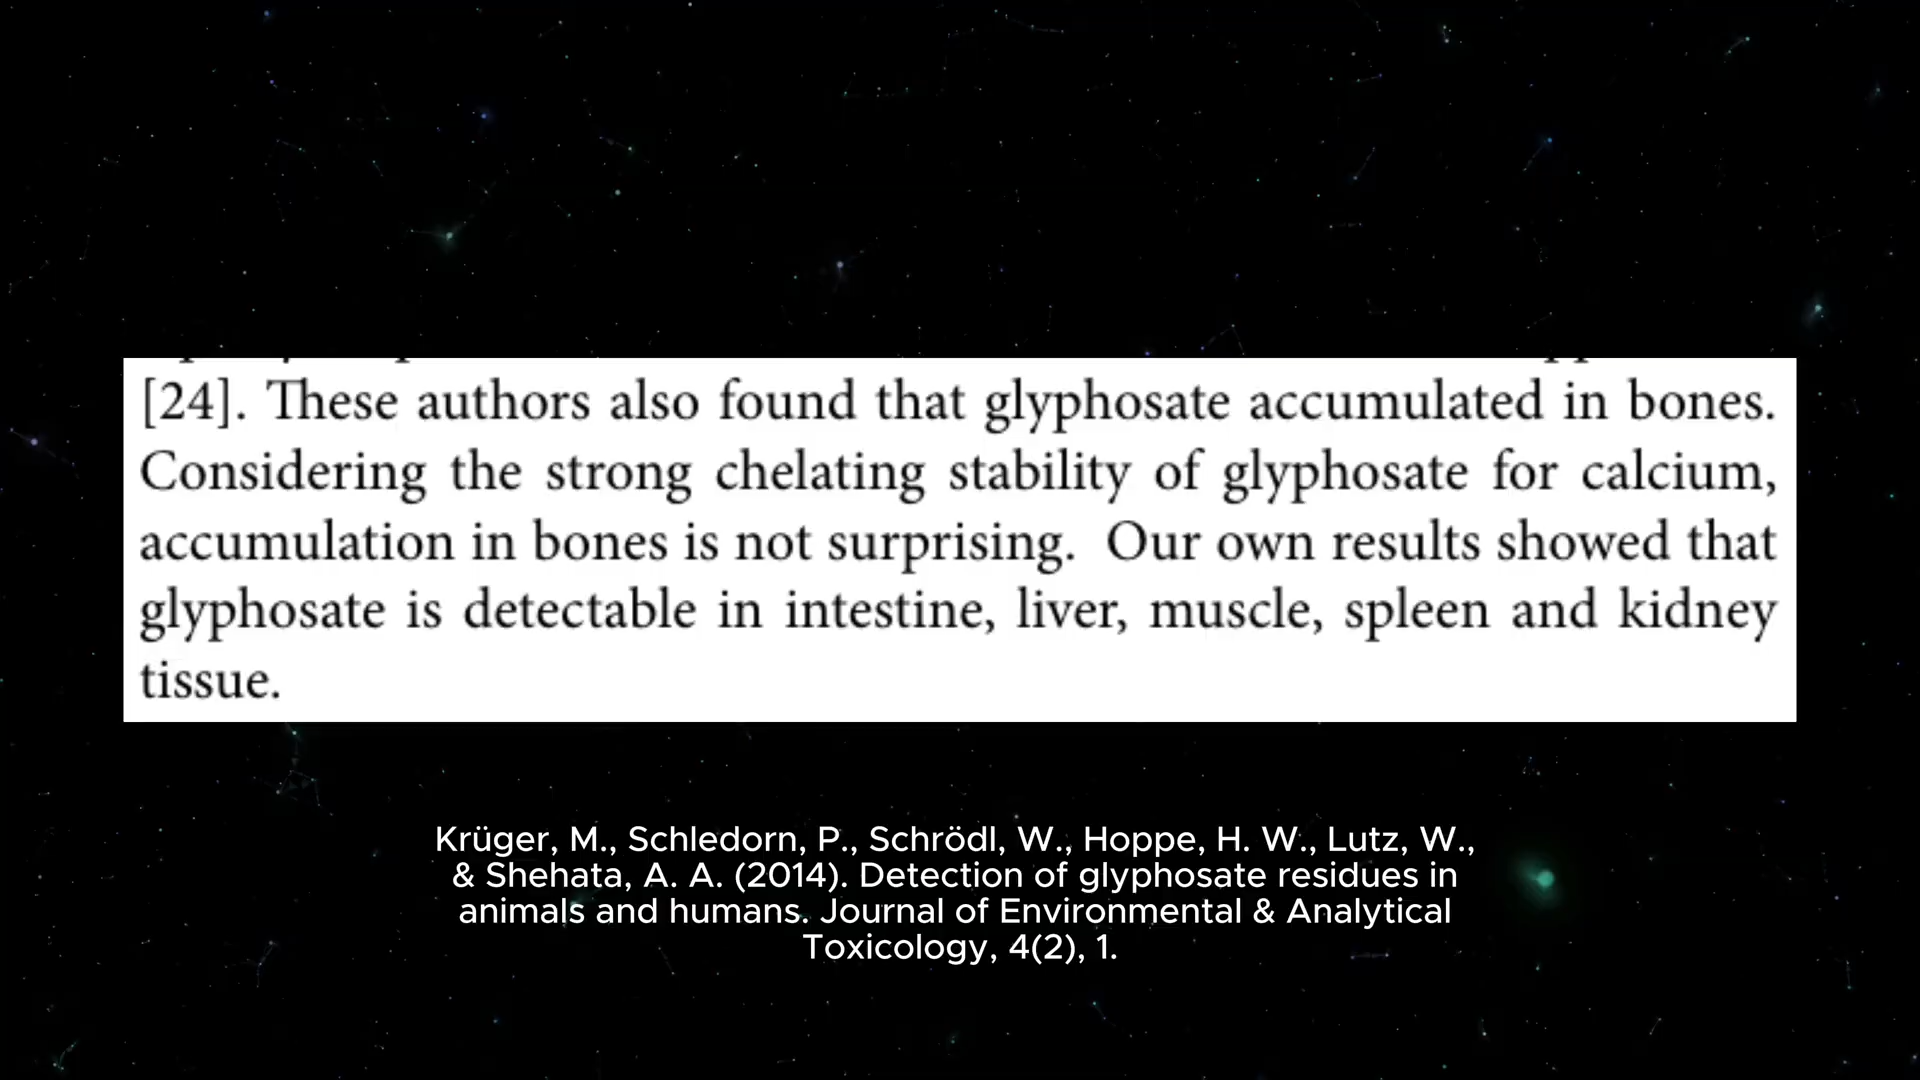 [24]. These authors also found that glyphosate accumulated in bones.
Considering the strong chelating stability of glyphosate for calcium,
accumulation in bones is not surprising. Our own results showed that
glyphosate is detectable in intestine, liver, muscle, spleen and kidney
tissue.
Krüger, M., Schledorn, P., Schrödl, W., Hoppe, H. W., Lutz, W.,
& Shehata, A. A. (2014). Detection of glyphosate residues in
animals and humans. Journal of Environmental & Analytical
Toxicology, 4(2), 1.